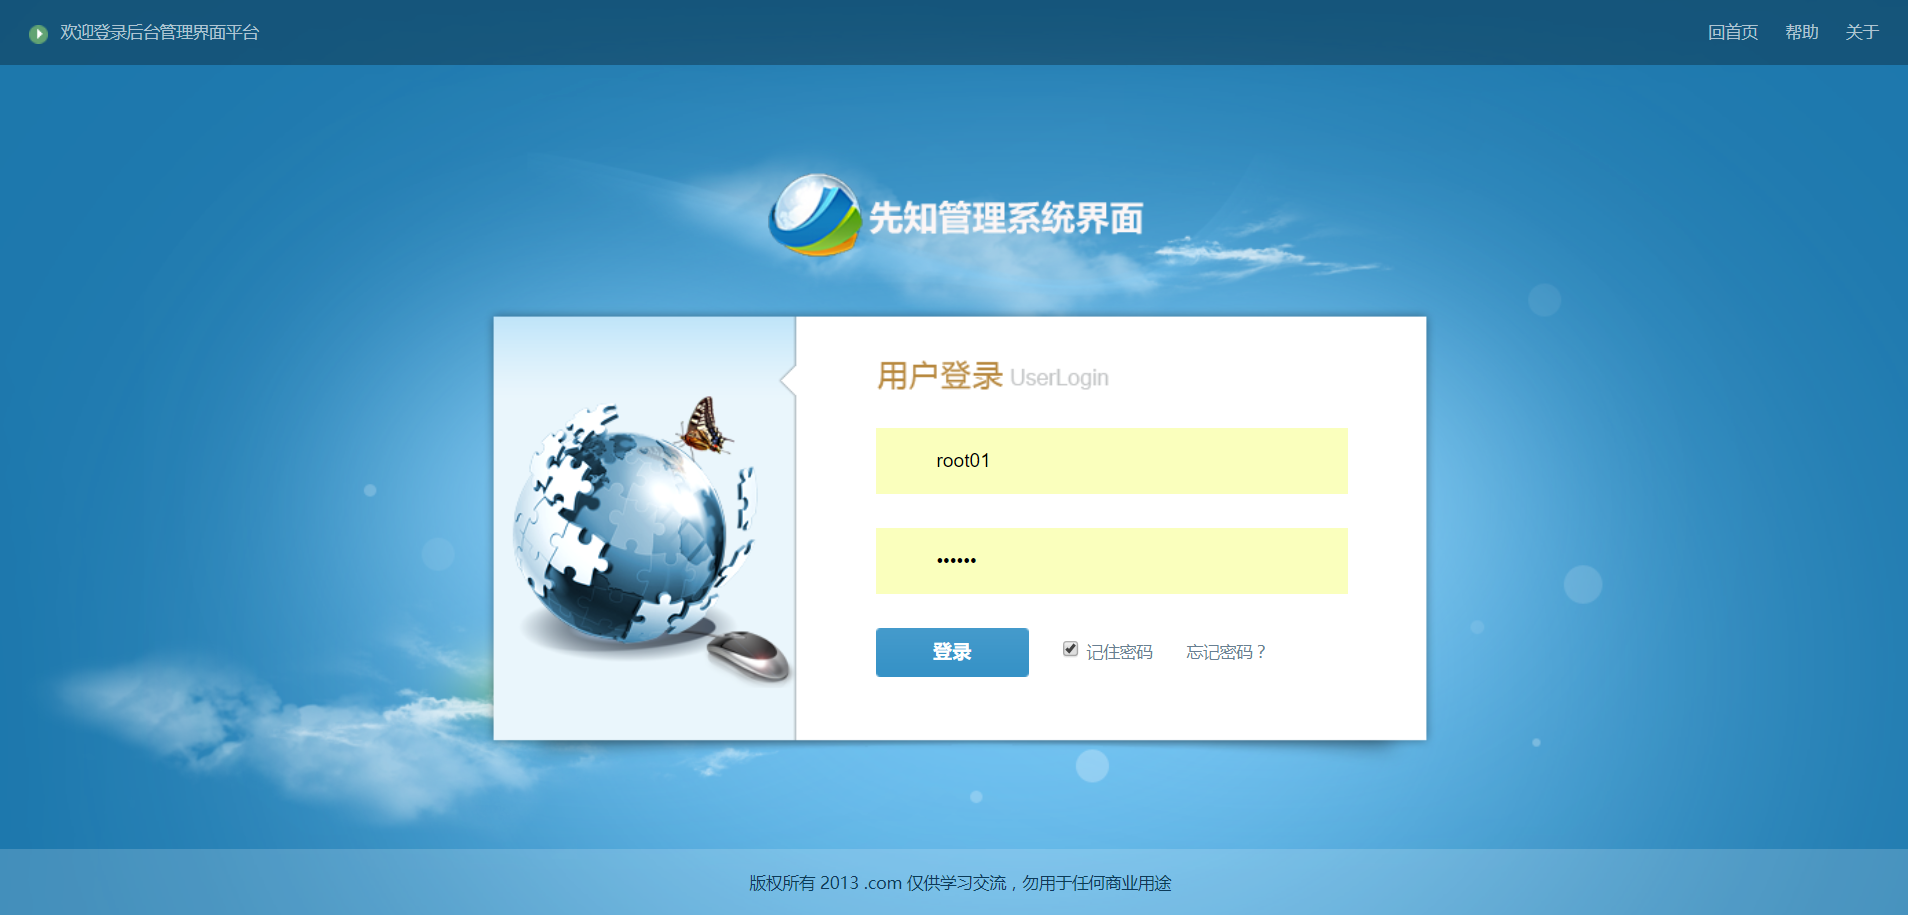 欢迎登录后台管理界面平台
回首页 帮助 关于
先知管理系统界面
用户登录 UserLogin
root01
••••••
登录 记住密码 忘记密码？
版权所有 2013 .com 仅供学习交流，勿用于任何商业用途